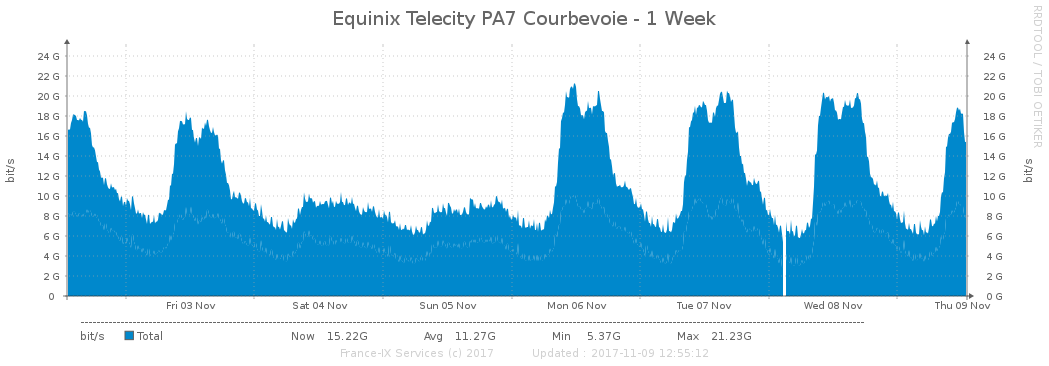 Equinix Telecity PA7 Courbevoie - 1 Week
RRDTOOL / TOBI OETIKER
bit/s
24 G
22 G
20 G
18 G
16 G
14 G
12 G
10 G
8 G
6 G
4 G
2 G
0
24 G
22 G
20 G
18 G
16 G
14 G
12 G
10 G
8 G
6 G
4 G
2 G
0 G
bit/s
Fri 03 Nov Sat 04 Nov Sun 05 Nov Mon 06 Nov Tue 07 Nov Wed 08 Nov Thu 09 Nov
bit/s Total Now 15.22G Avg 11.27G Min 5.37G Max 21.23G
France-IX Services (c) 2017 Updated : 2017-11-09 12:55:12